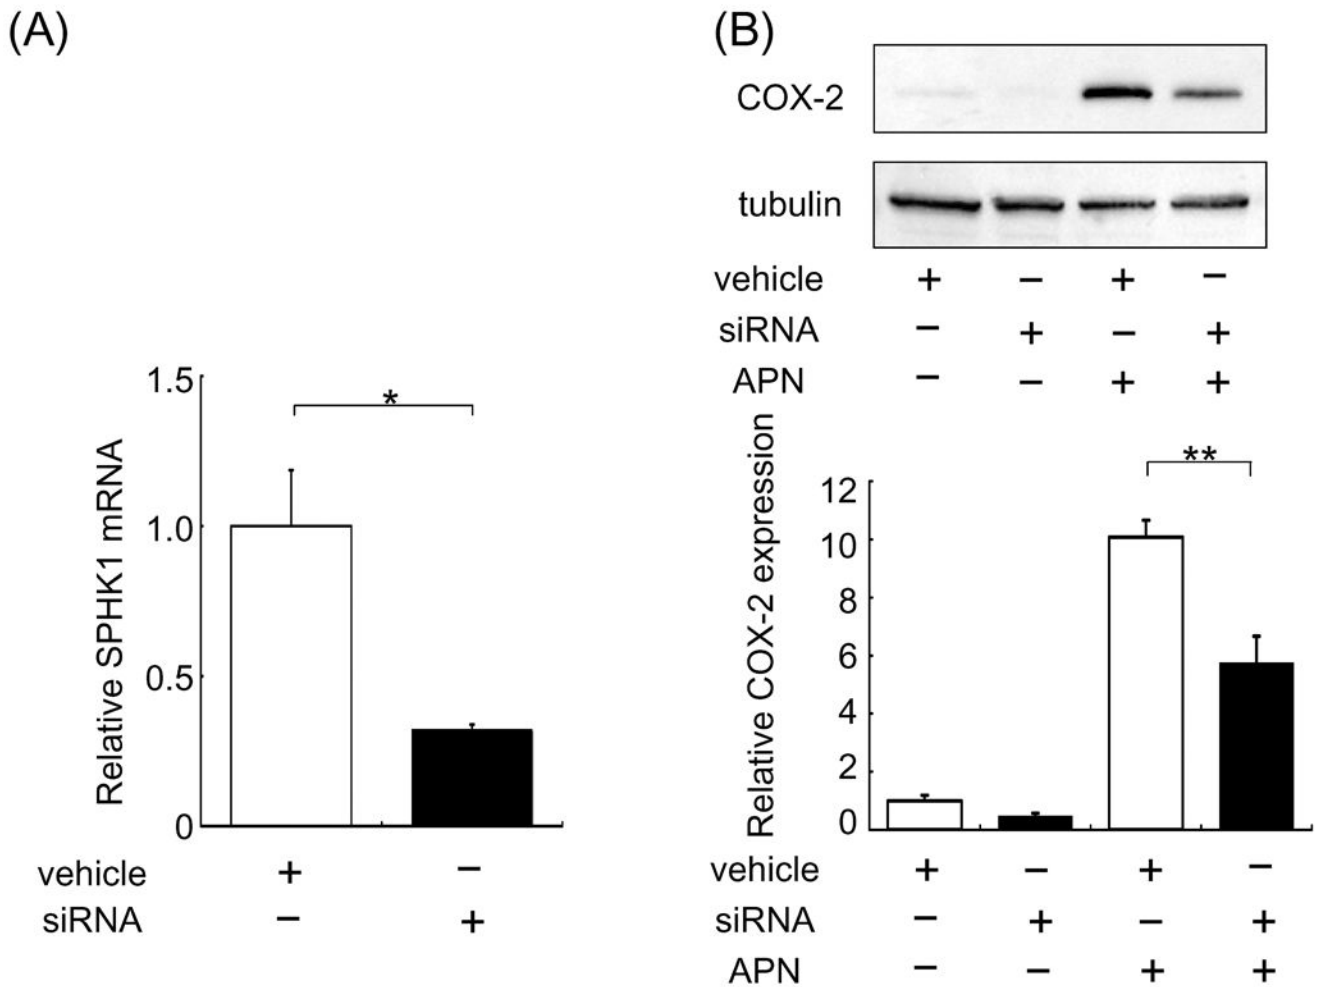 (A)
Relative SPHK1 mRNA
1.5
*
1.0
0.5
0
vehicle + −
siRNA − +
(B)
COX-2
tubulin
vehicle + − + −
siRNA − + − +
APN − − + +
Relative COX-2 expression
**
12
10
8
6
4
2
0
vehicle + − + −
siRNA − + − +
APN − − + +